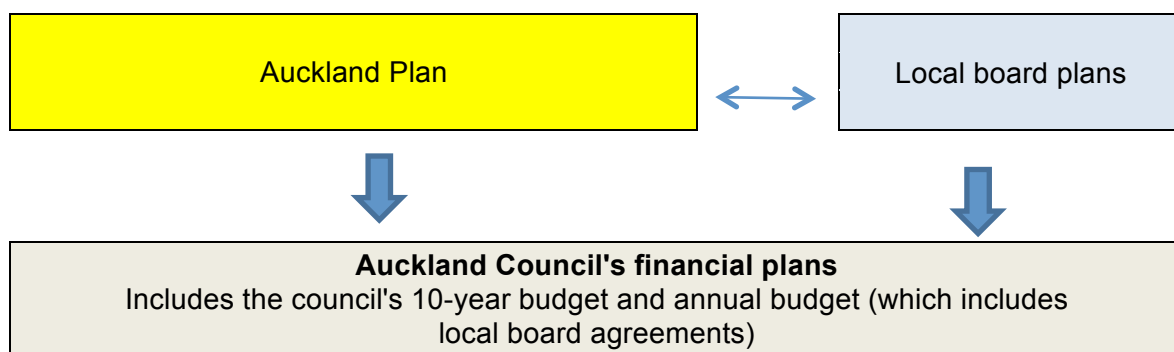 Auckland Plan
Local board plans
Auckland Council's financial plans
Includes the council's 10-year budget and annual budget (which includes
local board agreements)